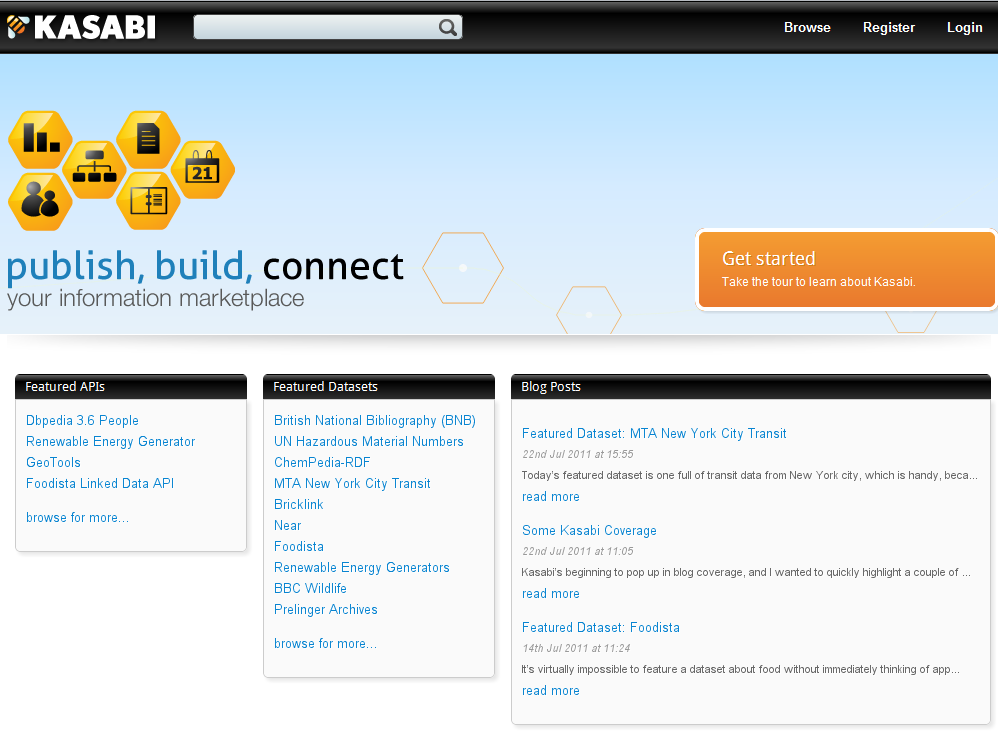 KASABI
Browse
Register
Login
21
publish, build, connect
your information marketplace
Get started
Take the tour to learn about Kasabi.
Featured APIs
Dbpedia 3.6 People
Renewable Energy Generator
GeoTools
Foodista Linked Data API
browse for more...
Featured Datasets
British National Bibliography (BNB)
UN Hazardous Material Numbers
ChemPedia-RDF
MTA New York City Transit
Bricklink
Near
Foodista
Renewable Energy Generators
BBC Wildlife
Prelinger Archives
browse for more...
Blog Posts
Featured Dataset: MTA New York City Transit
22nd Jul 2011 at 15:55
Today's featured dataset is one full of transit data from New York city, which is handy, beca...
read more
Some Kasabi Coverage
22nd Jul 2011 at 11:05
Kasabi's beginning to pop up in blog coverage, and I wanted to quickly highlight a couple of ...
read more
Featured Dataset: Foodista
14th Jul 2011 at 11:24
It's virtually impossible to feature a dataset about food without immediately thinking of app...
read more